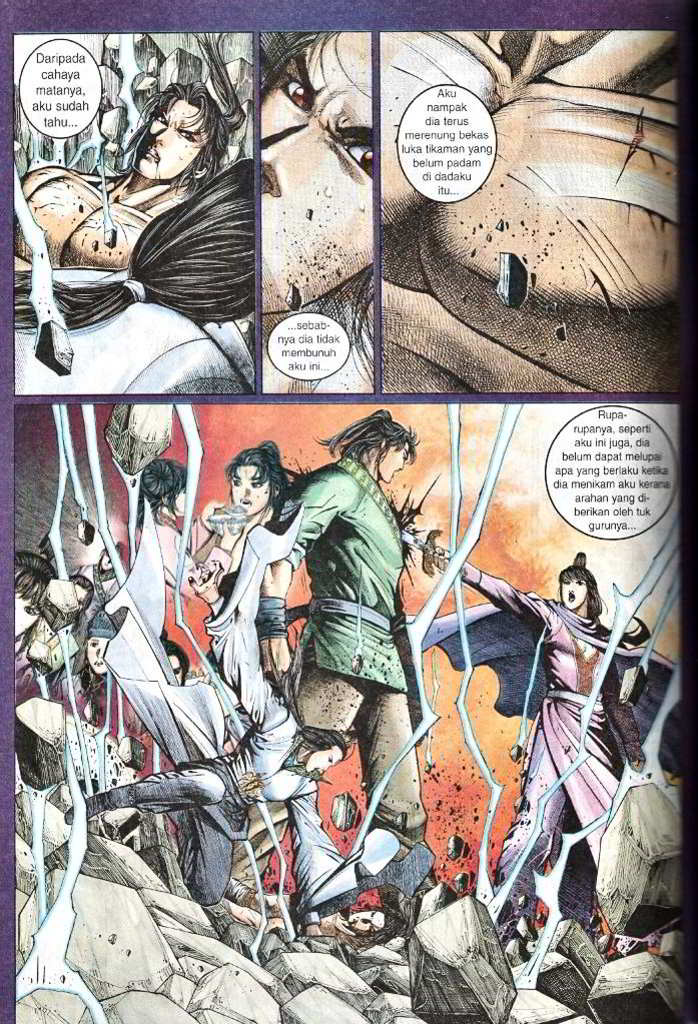 Daripada
cahaya
matanya,
aku sudah
tahu...
...sebab-
nya dia tidak
membunuh
aku ini...
Aku
nampak
dia terus
merenung bekas
luka tikaman yang
belum padam
di dadaku
itu...
Rupa-
rupanya, seperti
aku ini juga, dia
belum dapat melupai
apa yang berlaku ketika
dia menikam aku kerana
arahan yang di-
berikan oleh tuk
gurunya...